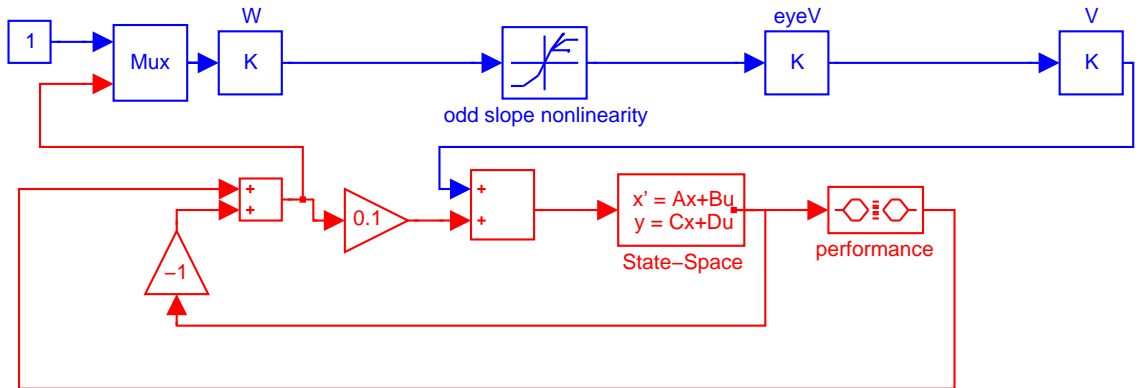 W
eyeV
V
1
Mux
K
K
K
odd slope nonlinearity
+
+
0.1
+
+
x' = Ax+Bu
y = Cx+Du
State−Space
performance
−1